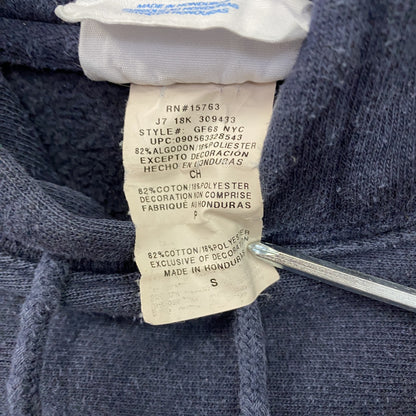 MADE IN HONDURAS
RN#15763
J7 18K 309433
STYLE#: GF68 NYC
UPC:090563328543
82%ALGODON/18%POLIESTER
EXCEPTO DECORACION
HECHO EN HONDURAS
CH
82%COTON/18%POLYESTER
DECORATION NON COMPRISE
FABRIQUÉ AU HONDURAS
P
82%COTTON/18%POLYESTER
EXCLUSIVE OF DECORATION
MADE IN HONDURAS
S